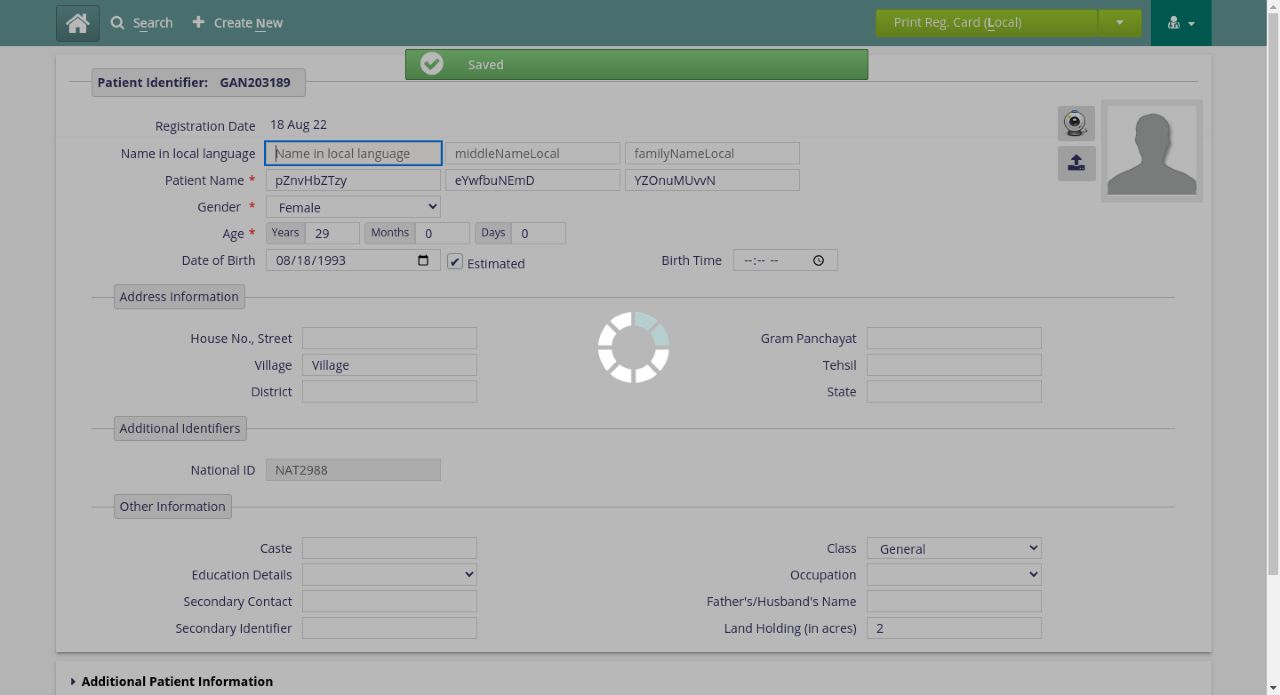 Search Create New Print Reg. Card (Local)
Saved
Patient Identifier: GAN203189
Registration Date 18 Aug 22
Name in local language Name in local language middleNameLocal familyNameLocal
Patient Name * pZnvHbZTzy eYwfbuNEmD YZOnuMUvvN
Gender * Female
Age * Years 29 Months 0 Days 0
Date of Birth 08/18/1993 Estimated Birth Time --:-- --
Address Information
House No., Street Gram Panchayat
Village Village Tehsil
District State
Additional Identifiers
National ID NAT2988
Other Information
Caste Class General
Education Details Occupation
Secondary Contact Father's/Husband's Name
Secondary Identifier Land Holding (in acres) 2
Additional Patient Information